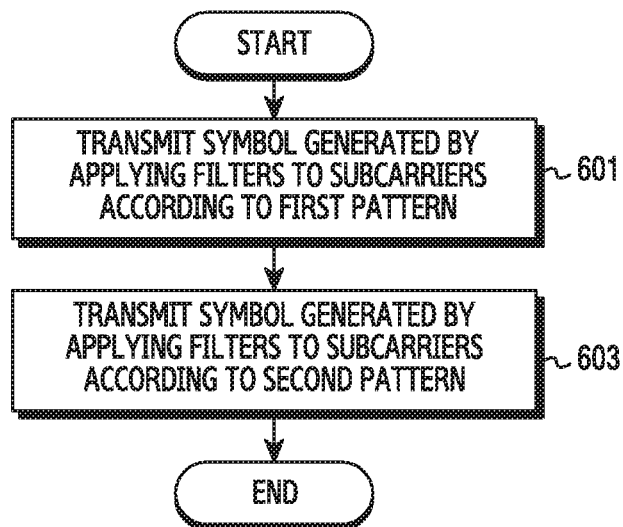 START
TRANSMIT SYMBOL GENERATED BY
APPLYING FILTERS TO SUBCARRIERS
ACCORDING TO FIRST PATTERN
601
TRANSMIT SYMBOL GENERATED BY
APPLYING FILTERS TO SUBCARRIERS
ACCORDING TO SECOND PATTERN
603
END